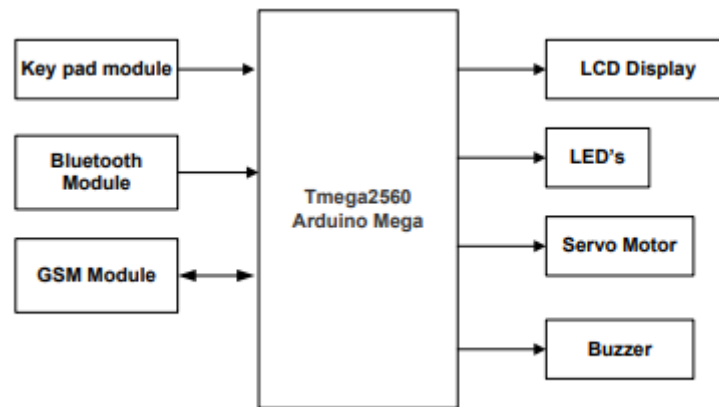 Key pad module
Bluetooth
Module
GSM Module
Tmega2560
Arduino Mega
LCD Display
LED's
Servo Motor
Buzzer